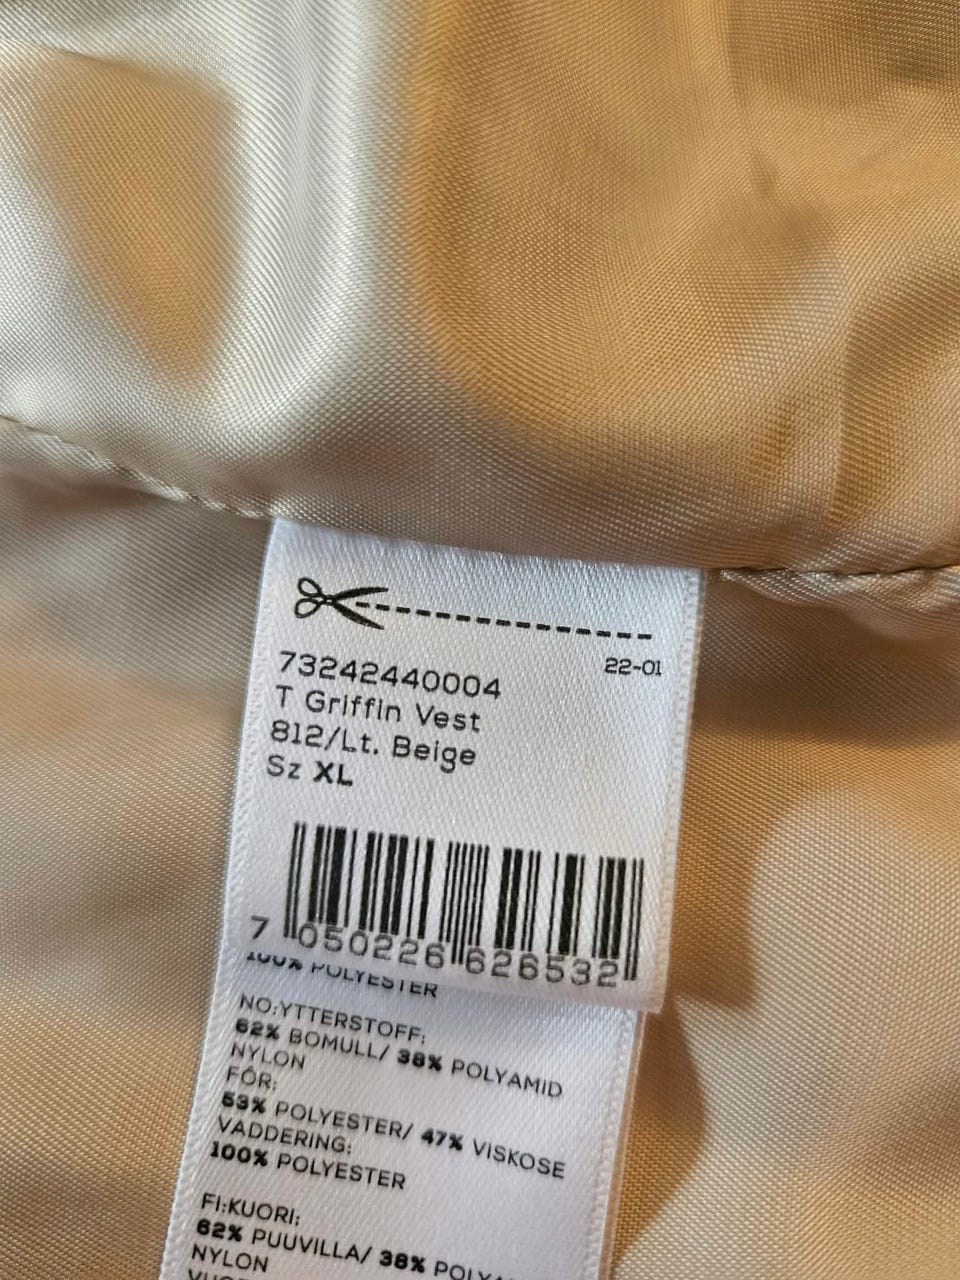 22-01
73242440004
T Griffin Vest
812/Lt. Beige
Sz XL
7 050226 626532
100% POLYESTER
NO:YTTERSTOFF:
62% BOMULL/ 38% POLYAMID
NYLON
FÔR:
53% POLYESTER/ 47% VISKOSE
VADDERING:
100% POLYESTER
FI:KUORI:
62% PUUVILLA/ 38%
NYLON